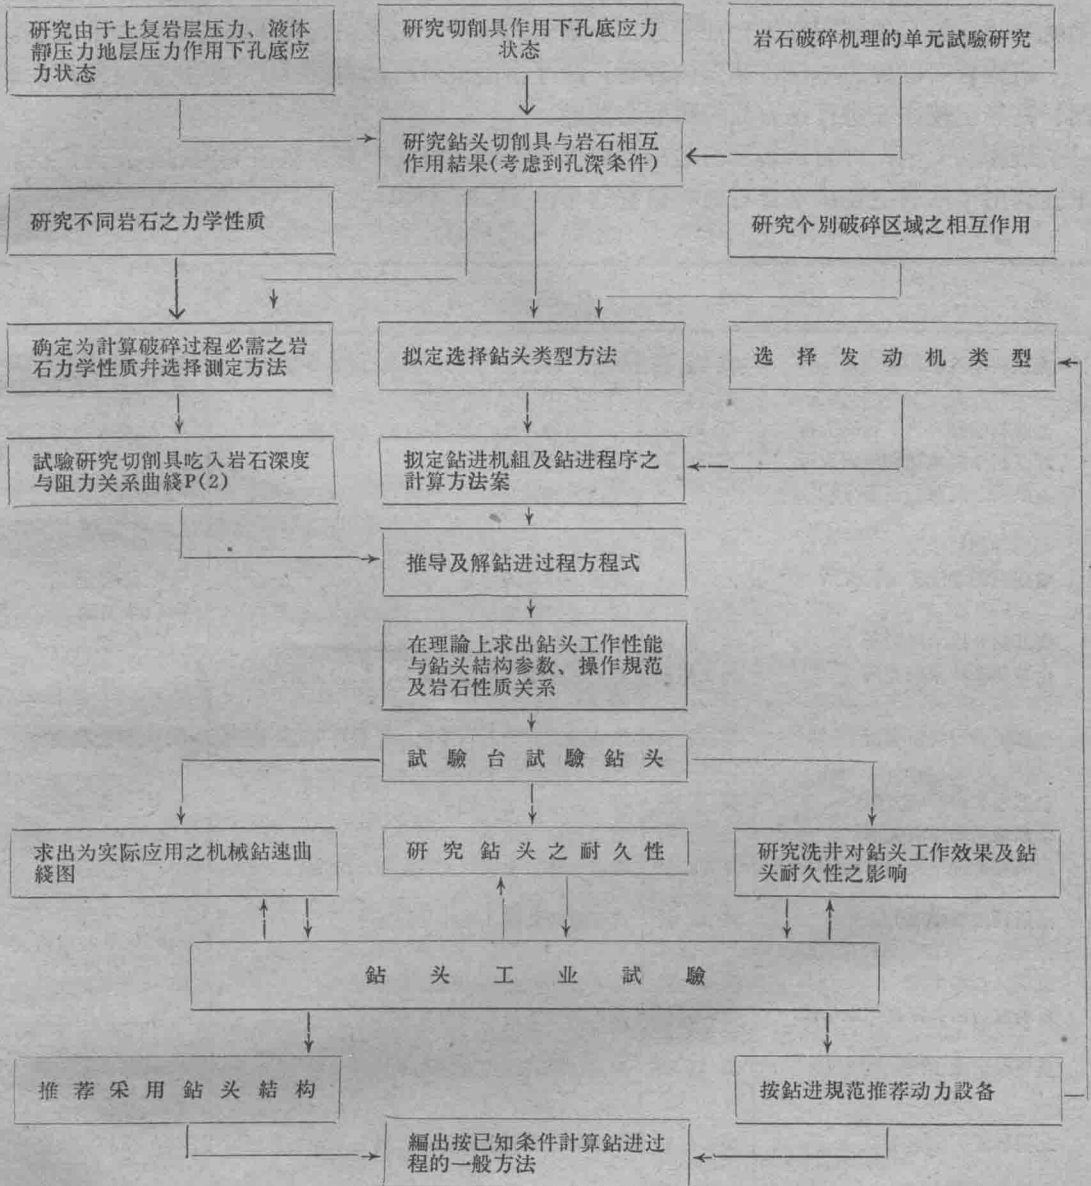 研究由于上复岩层压力、液体
静压力地层压力作用下孔底应
力状态
研究切削具作用下孔底应力
状态
岩石破碎机理的单元試驗研究
研究鉆头切削具与岩石相互
作用結果(考虑到孔深条件)
研究不同岩石之力学性质
研究个別破碎区域之相互作用
确定为計算破碎过程必需之岩
石力学性质幷选择測定方法
拟定选择鉆头类型方法
选择发动机类型
試驗研究切削具吃入岩石深度
与阻力关系曲綫P(2)
拟定鉆进机組及鉆进程序之
計算方法案
推导及解鉆进过程方程式
在理論上求出鉆头工作性能
与鉆头結构参数、操作規范
及岩石性质关系
試驗台試驗鉆头
求出为实际应用之机械鉆速曲
綫图
研究鉆头之耐久性
研究洗井对鉆头工作效果及鉆
头耐久性之影响
鉆头工业試驗
推荐采用鉆头結构
按鉆进規范推荐动力設备
編出按已知条件計算鉆进过
程的一般方法